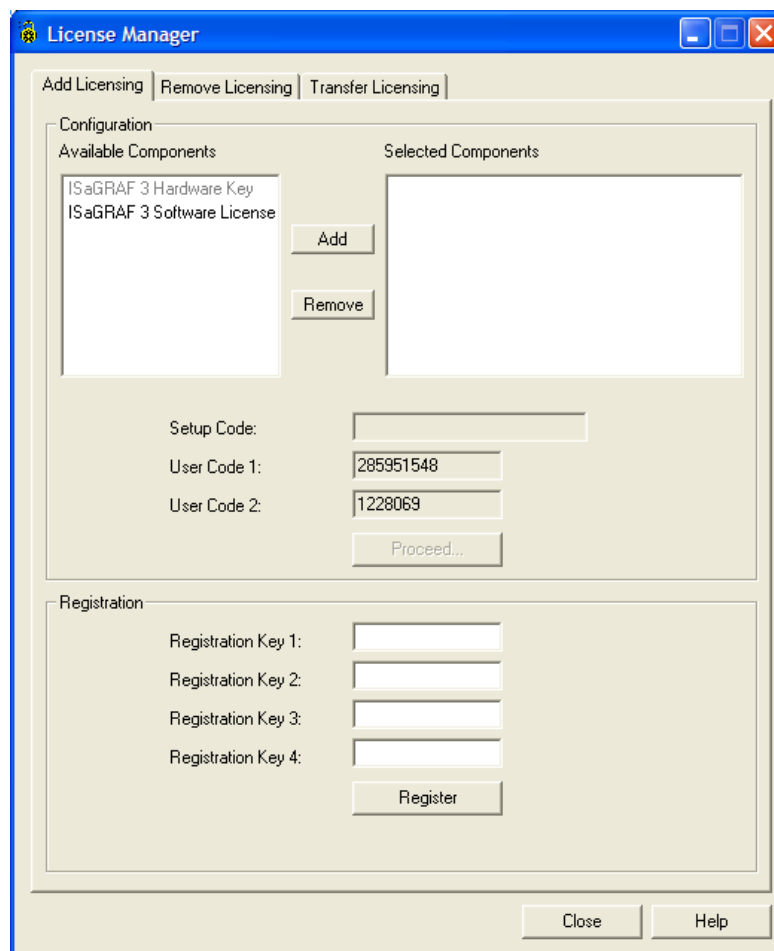 License Manager
Add Licensing Remove Licensing Transfer Licensing
Configuration
Available Components Selected Components
ISaGRAF 3 Hardware Key
ISaGRAF 3 Software License
Add
Remove
Setup Code:
User Code 1: 285951548
User Code 2: 1228069
Proceed...
Registration
Registration Key 1:
Registration Key 2:
Registration Key 3:
Registration Key 4:
Register
Close Help